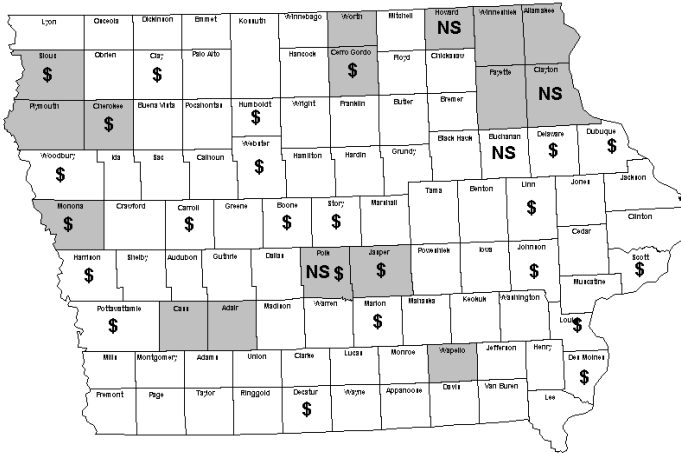 Lyon Osceola Dickinson Emmet Kossuth Winnebago Worth Mitchell Howard Winneshiek Allamakee
NS
Sioux Obrien Clay Palo Alto Hancock Cerro Gordo Floyd Chickasaw
$ $ $
Fayette Clayton
NS
Plymouth Cherokee Buena Vista Pocahontas Humboldt Wright Franklin Butler Bremer
$ $
Woodbury Ida Sac Calhoun Webster Hamilton Hardin Grundy Black Hawk Buchanan Delaware Dubuque
$ $ NS $ $
Monona Crawford Carroll Greene Boone Story Marshall Tama Benton Linn Jones Jackson
$ $ $ $ $
Clinton
Cedar
Harrison Shelby Audubon Guthrie Dallas Polk Jasper Poweshiek Iowa Johnson Scott
$ NS $ $ $ $
Muscatine
Pottawattamie Cass Adair Madison Warren Marion Mahaska Keokuk Washington
$ $ $
Mills Montgomery Adams Union Clarke Lucas Monroe Wapello Jefferson Henry Des Moines
$
Fremont Page Taylor Ringgold Decatur Wayne Appanoose Davis Van Buren Lee
$